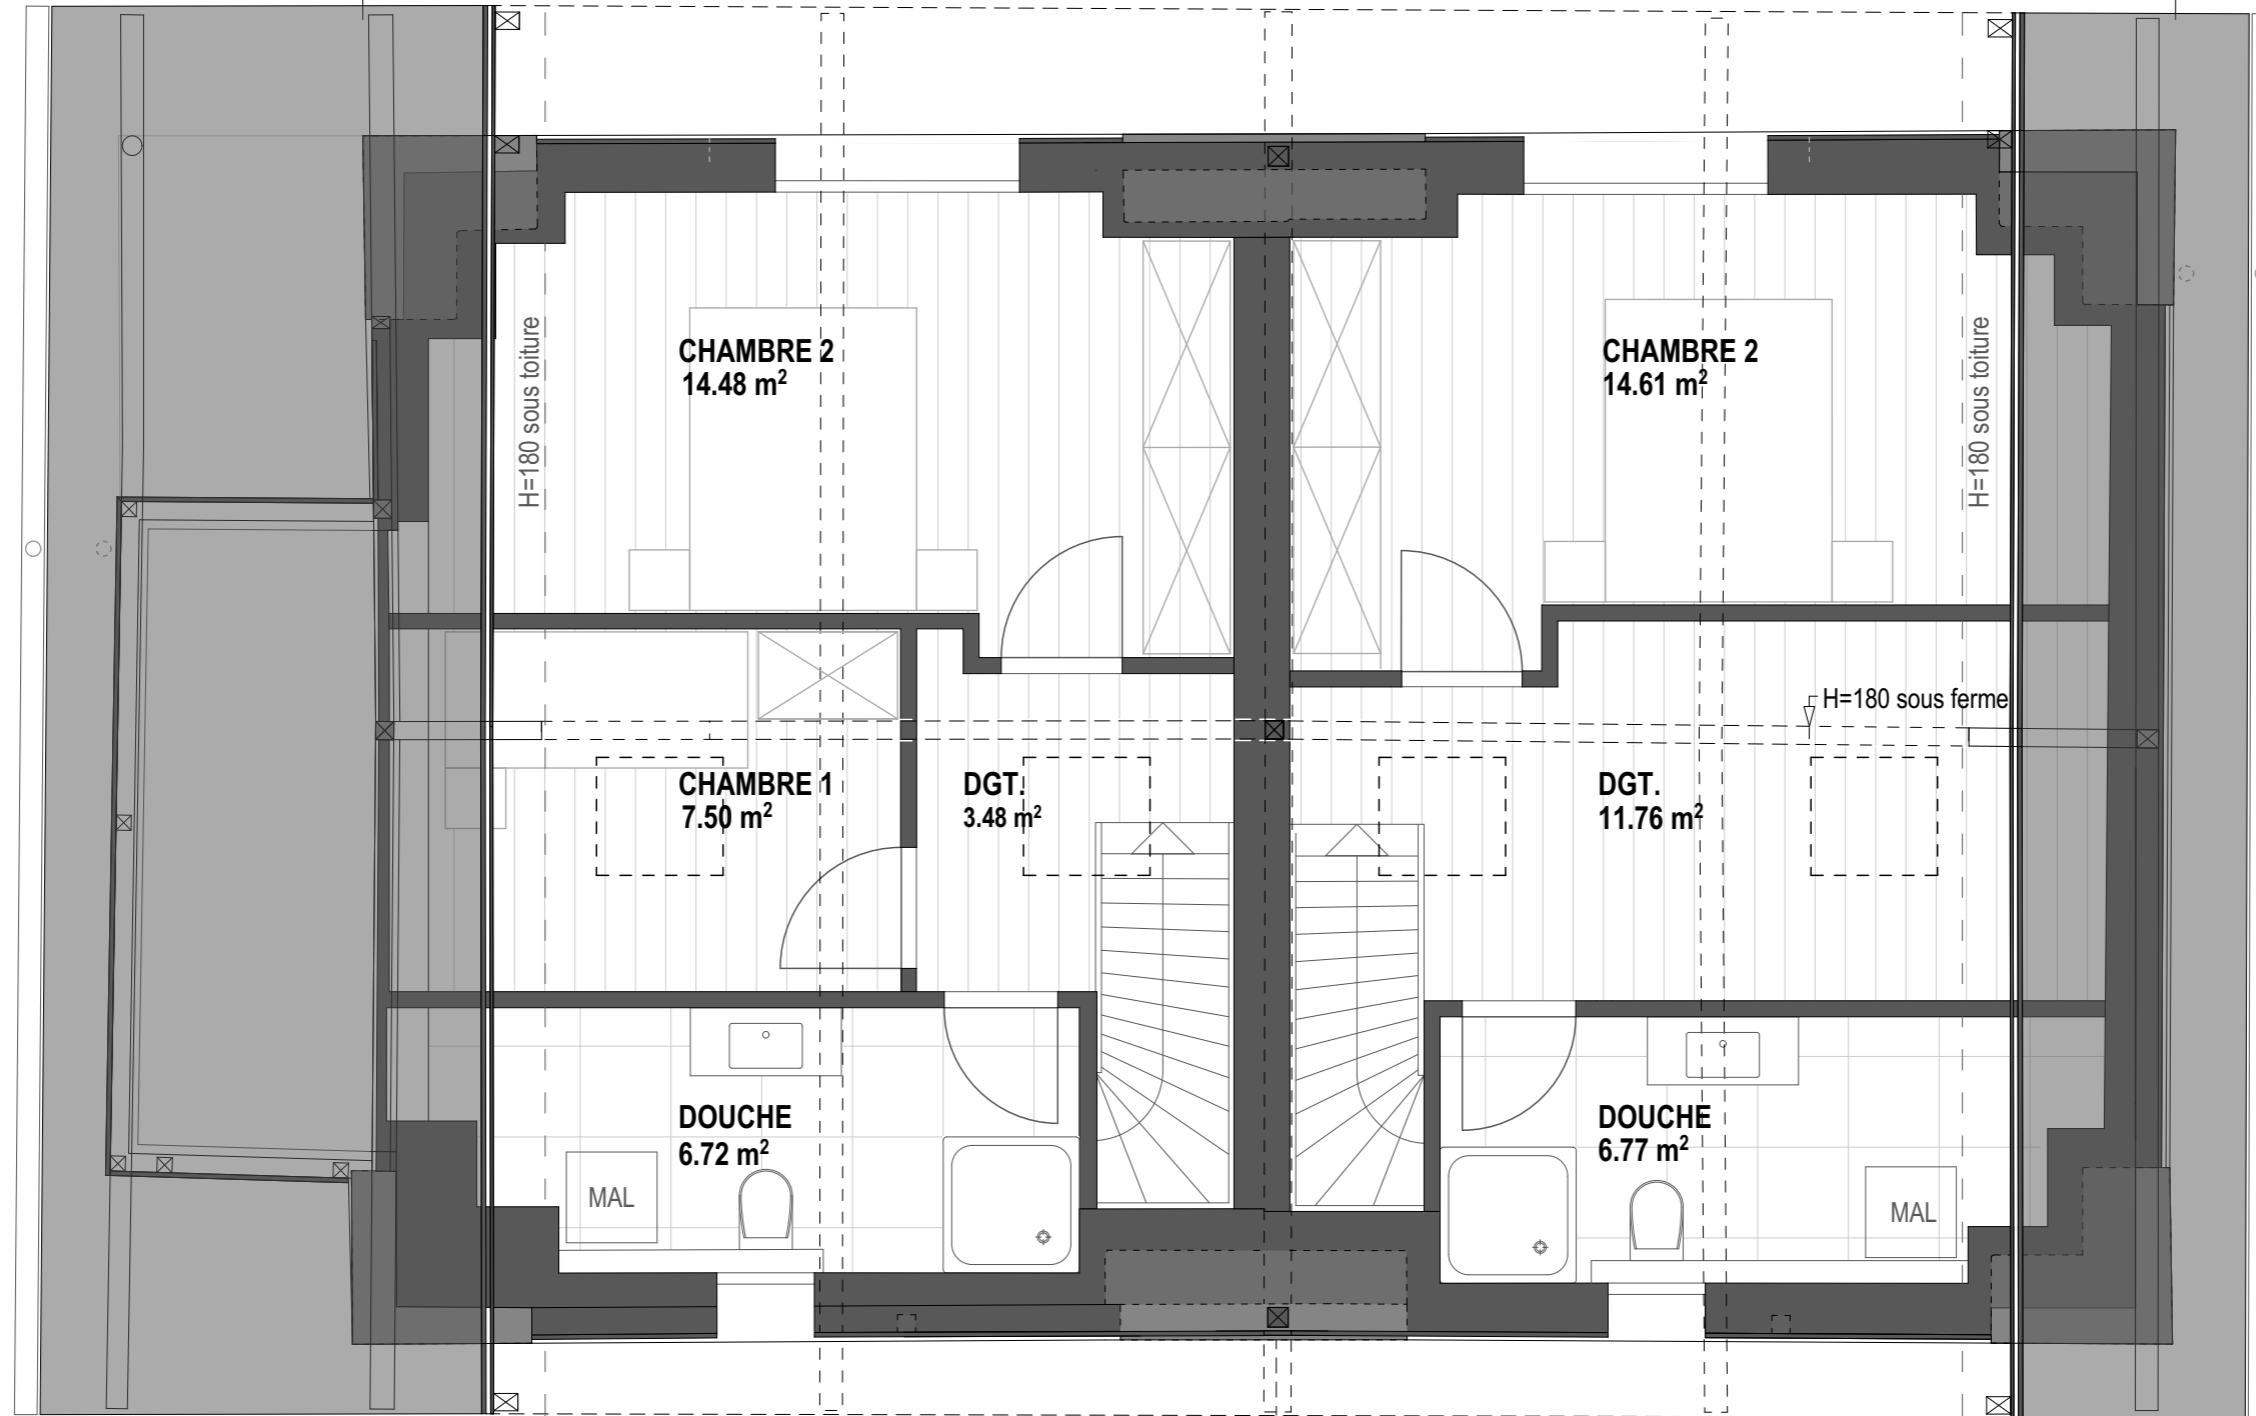 CHAMBRE 2
14.48 m²
H=180 sous toiture
CHAMBRE 2
14.61 m²
H=180 sous toiture
H=180 sous ferme
CHAMBRE 1
7.50 m²
DGT.
3.48 m²
DGT.
11.76 m²
DOUCHE
6.72 m²
MAL
DOUCHE
6.77 m²
MAL